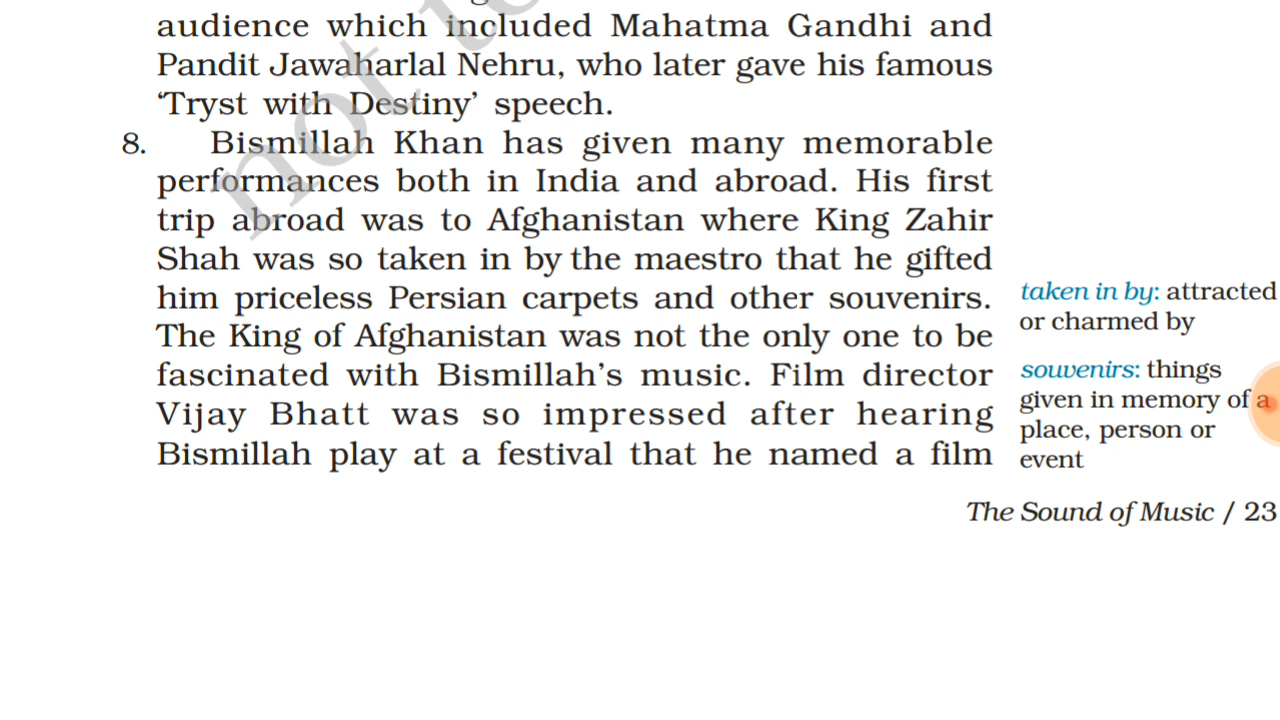 audience which included Mahatma Gandhi and
Pandit Jawaharlal Nehru, who later gave his famous
‘Tryst with Destiny’ speech.
8. Bismillah Khan has given many memorable
performances both in India and abroad. His first
trip abroad was to Afghanistan where King Zahir
Shah was so taken in by the maestro that he gifted
him priceless Persian carpets and other souvenirs.
The King of Afghanistan was not the only one to be
fascinated with Bismillah’s music. Film director
Vijay Bhatt was so impressed after hearing
Bismillah play at a festival that he named a film
taken in by: attracted
or charmed by
souvenirs: things
given in memory of a
place, person or
event
The Sound of Music / 23
not